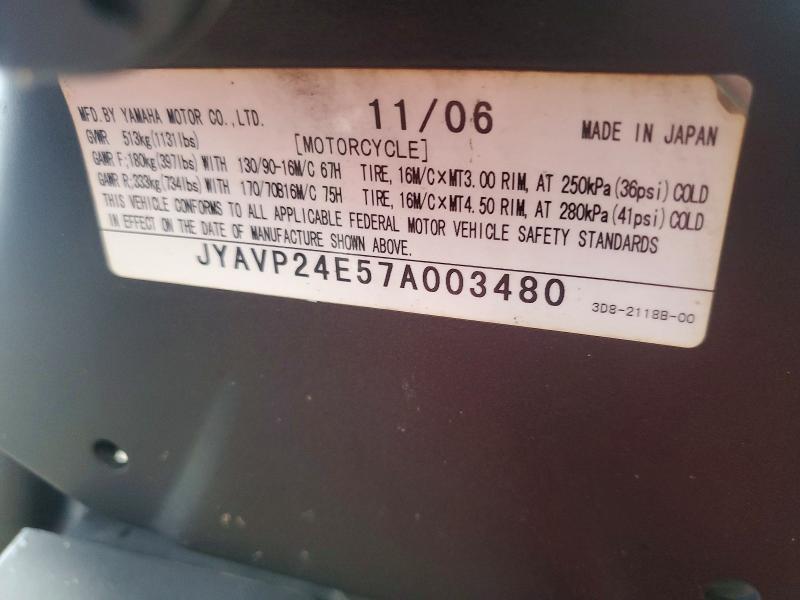 MFD.BY YAMAHA MOTOR CO.,LTD. 11/06 MADE IN JAPAN
GVWR 513kg(1131lbs) [MOTORCYCLE]
GAWR F;180kg(397lbs)WITH 130/90-16M/C 67H TIRE, 16M/C×MT3.00 RIM, AT 250kPa(36psi)COLD
GAWR R;333kg(734lbs)WITH 170/70B16M/C 75H TIRE, 16M/C×MT4.50 RIM, AT 280kPa(41psi)COLD
THIS VEHICLE CONFORMS TO ALL APPLICABLE FEDERAL MOTOR VEHICLE SAFETY STANDARDS
IN EFFECT ON THE DATE OF MANUFACTURE SHOWN ABOVE.
JYAVP24E57A003480
3D8-2118B-00